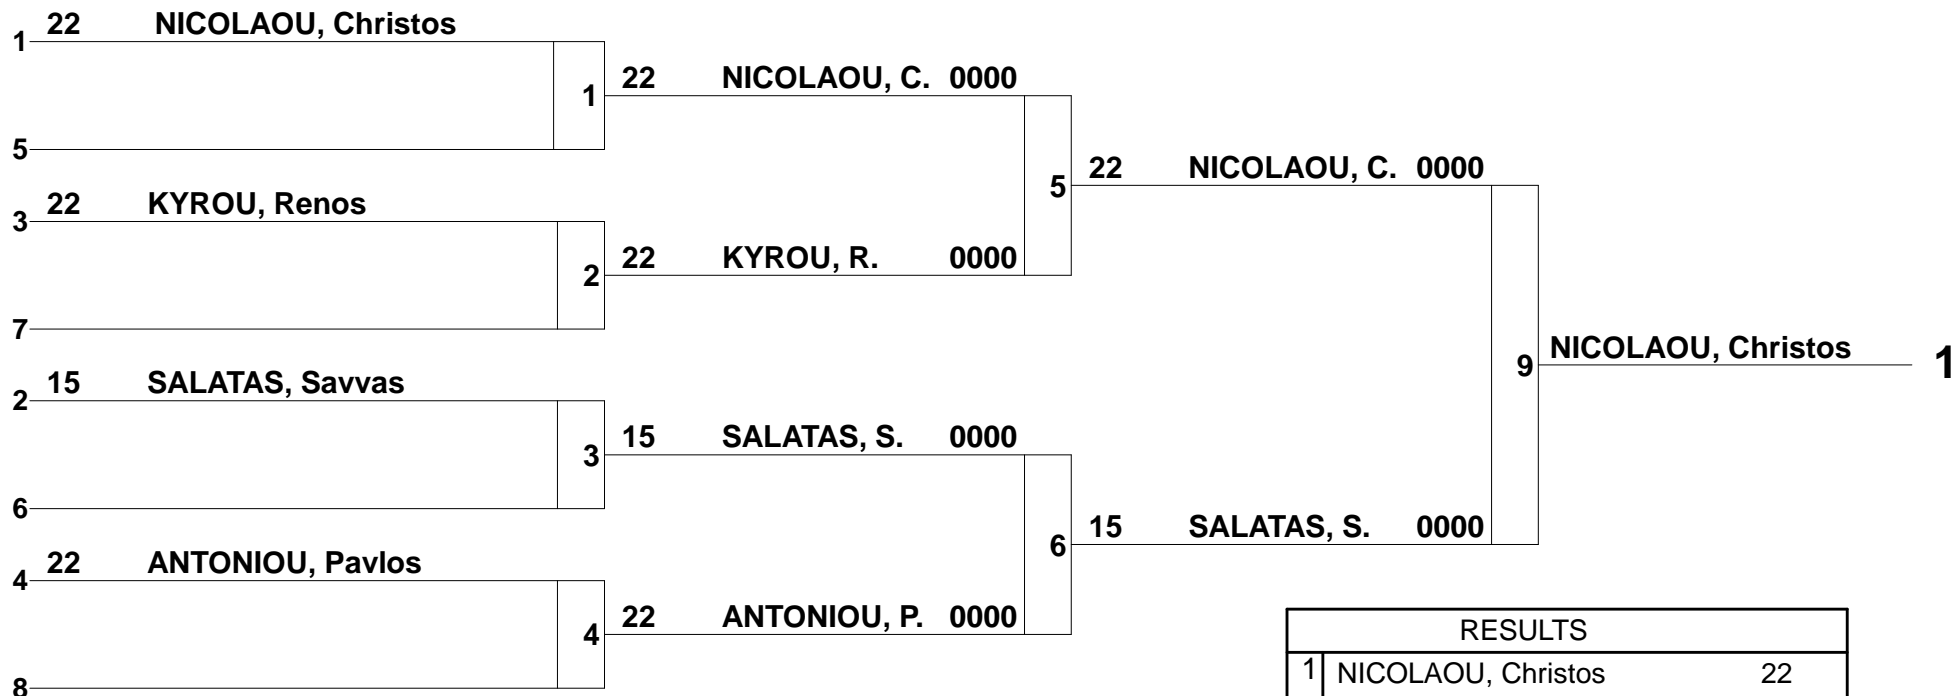 1 22 NICOLAOU, Christos
1 22 NICOLAOU, C. 0000
5
5 22 NICOLAOU, C. 0000
3 22 KYROU, Renos
2 22 KYROU, R. 0000
7
9 NICOLAOU, Christos 1
2 15 SALATAS, Savvas
3 15 SALATAS, S. 0000
6
6 15 SALATAS, S. 0000
4 22 ANTONIOU, Pavlos
4 22 ANTONIOU, P. 0000
8
RESULTS
1 NICOLAOU, Christos 22